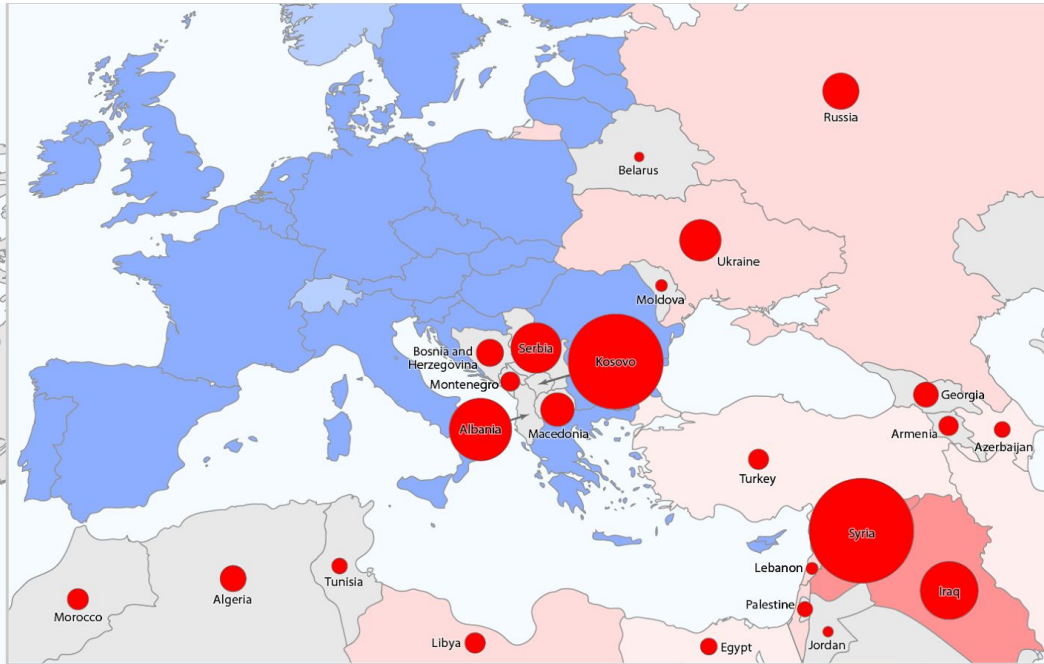 Russia
Belarus
Ukraine
Moldova
Bosnia and
Herzegovina
Serbia
Kosovo
Montenegro
Albania
Macedonia
Georgia
Armenia
Azerbaijan
Turkey
Syria
Lebanon
Iraq
Palestine
Jordan
Tunisia
Algeria
Morocco
Libya
Egypt